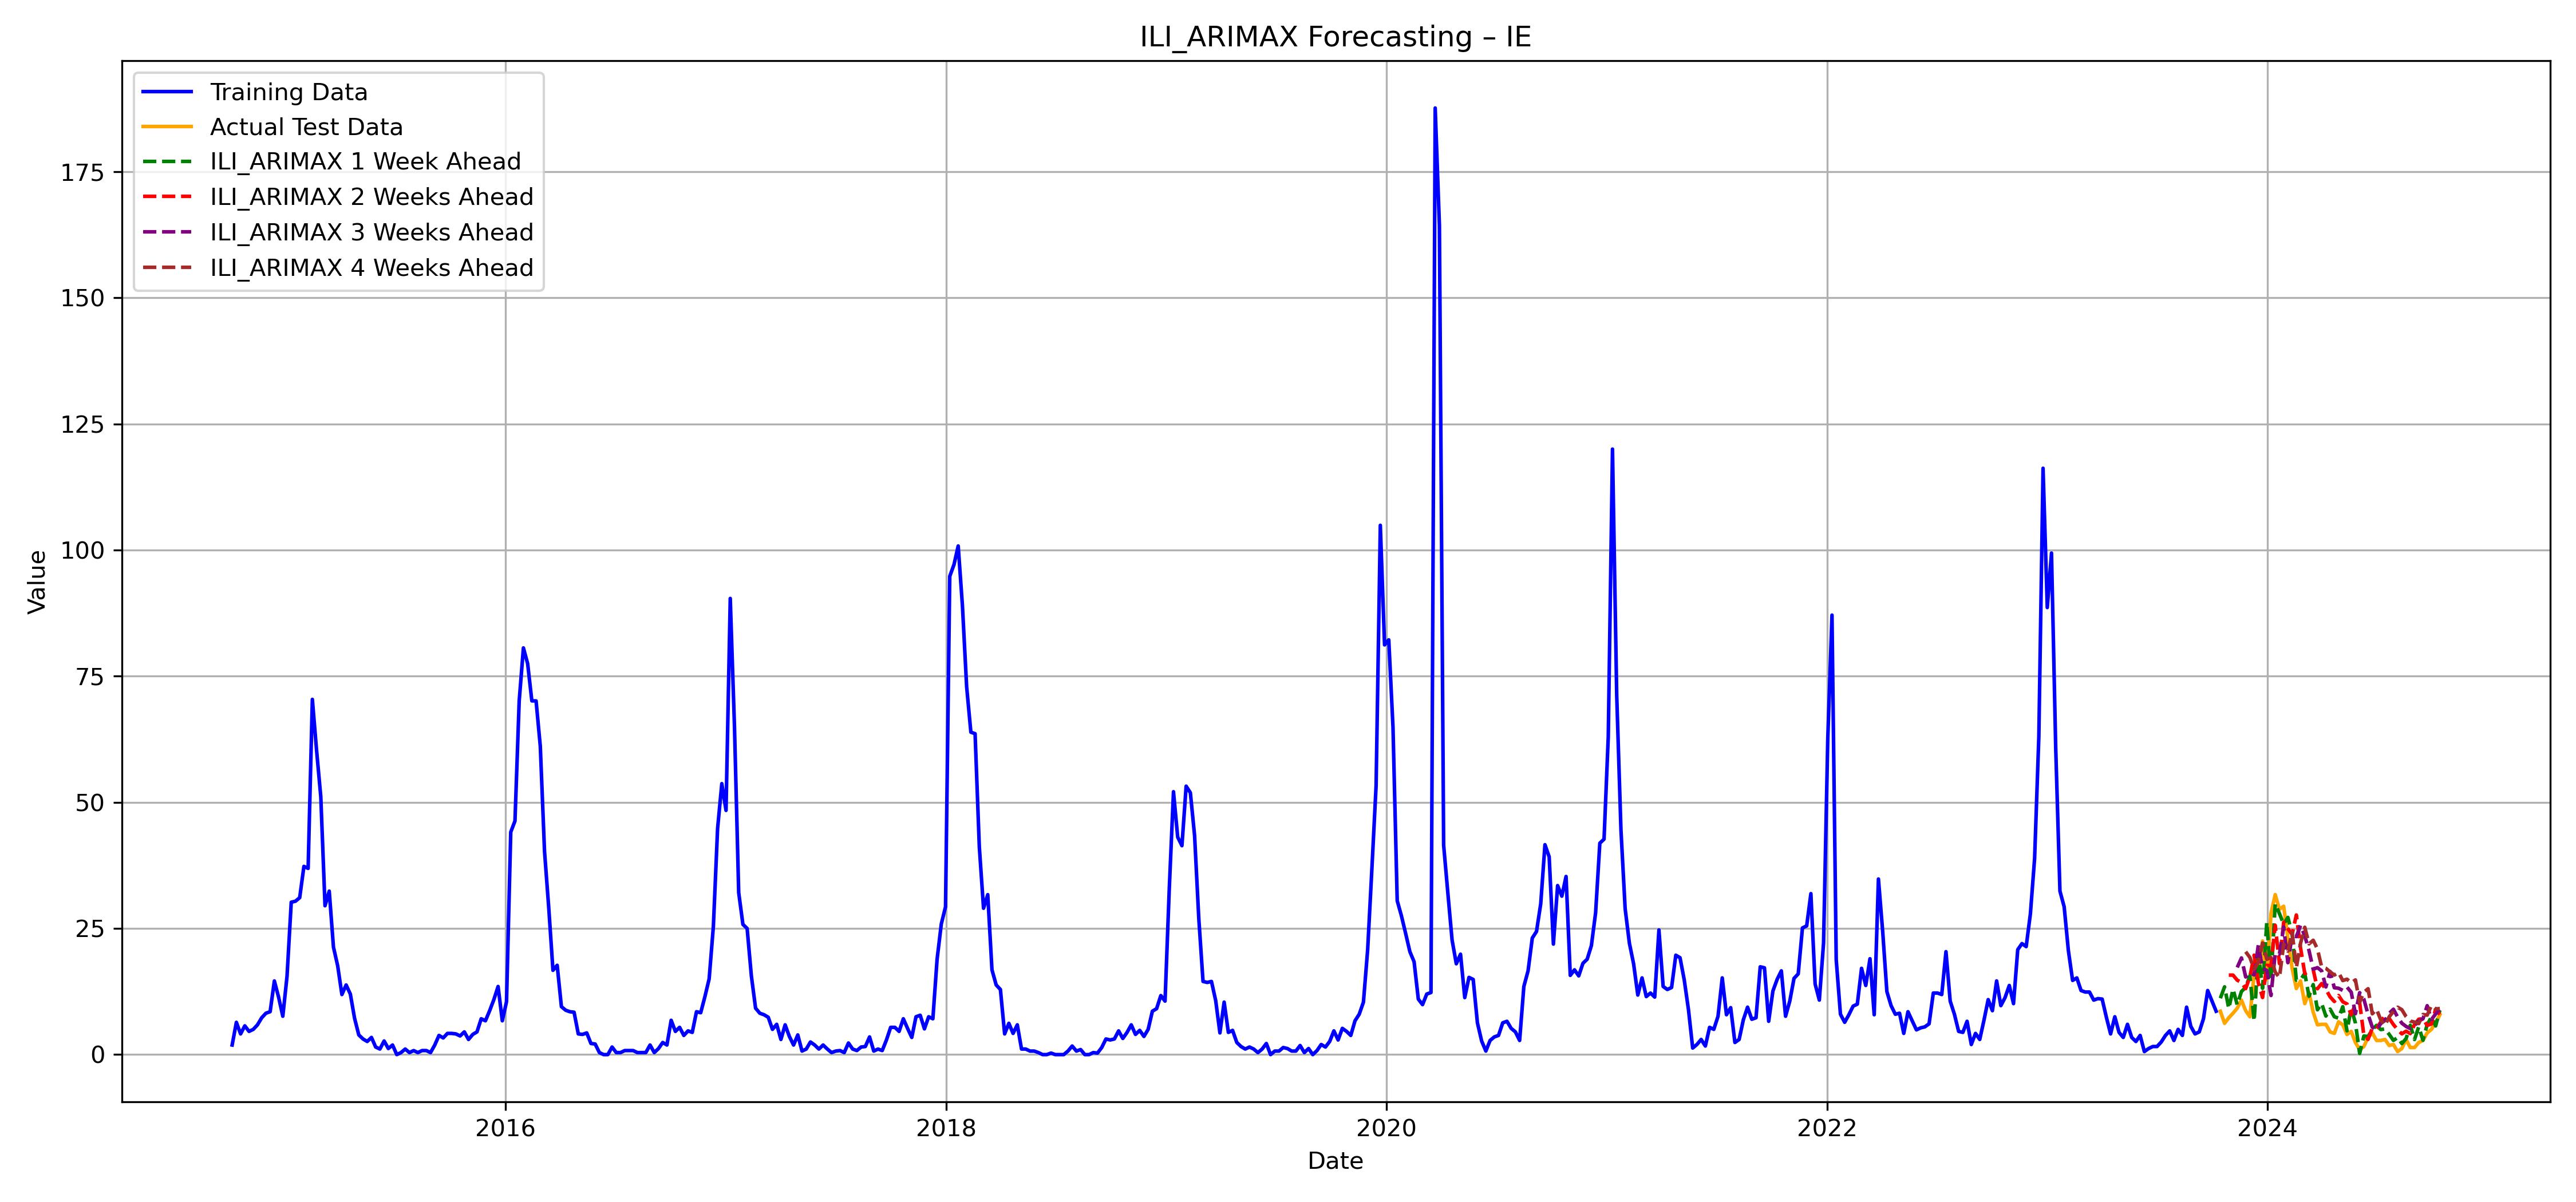 ILI_ARIMAX Forecasting – IE
Training Data
Actual Test Data
ILI_ARIMAX 1 Week Ahead
ILI_ARIMAX 2 Weeks Ahead
ILI_ARIMAX 3 Weeks Ahead
ILI_ARIMAX 4 Weeks Ahead
Value
175
150
125
100
75
50
25
0
2016 2018 2020 2022 2024
Date